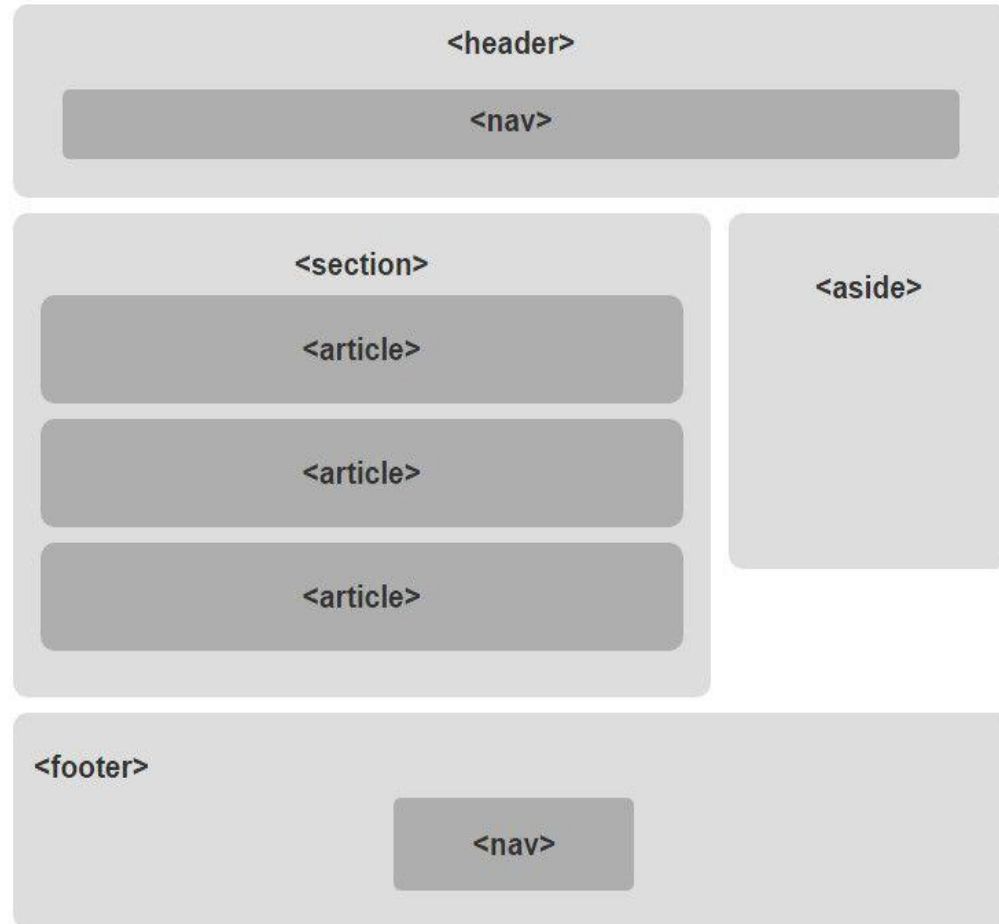 <header>
<nav>
<section>
<article>
<article>
<article>
<aside>
<footer>
<nav>